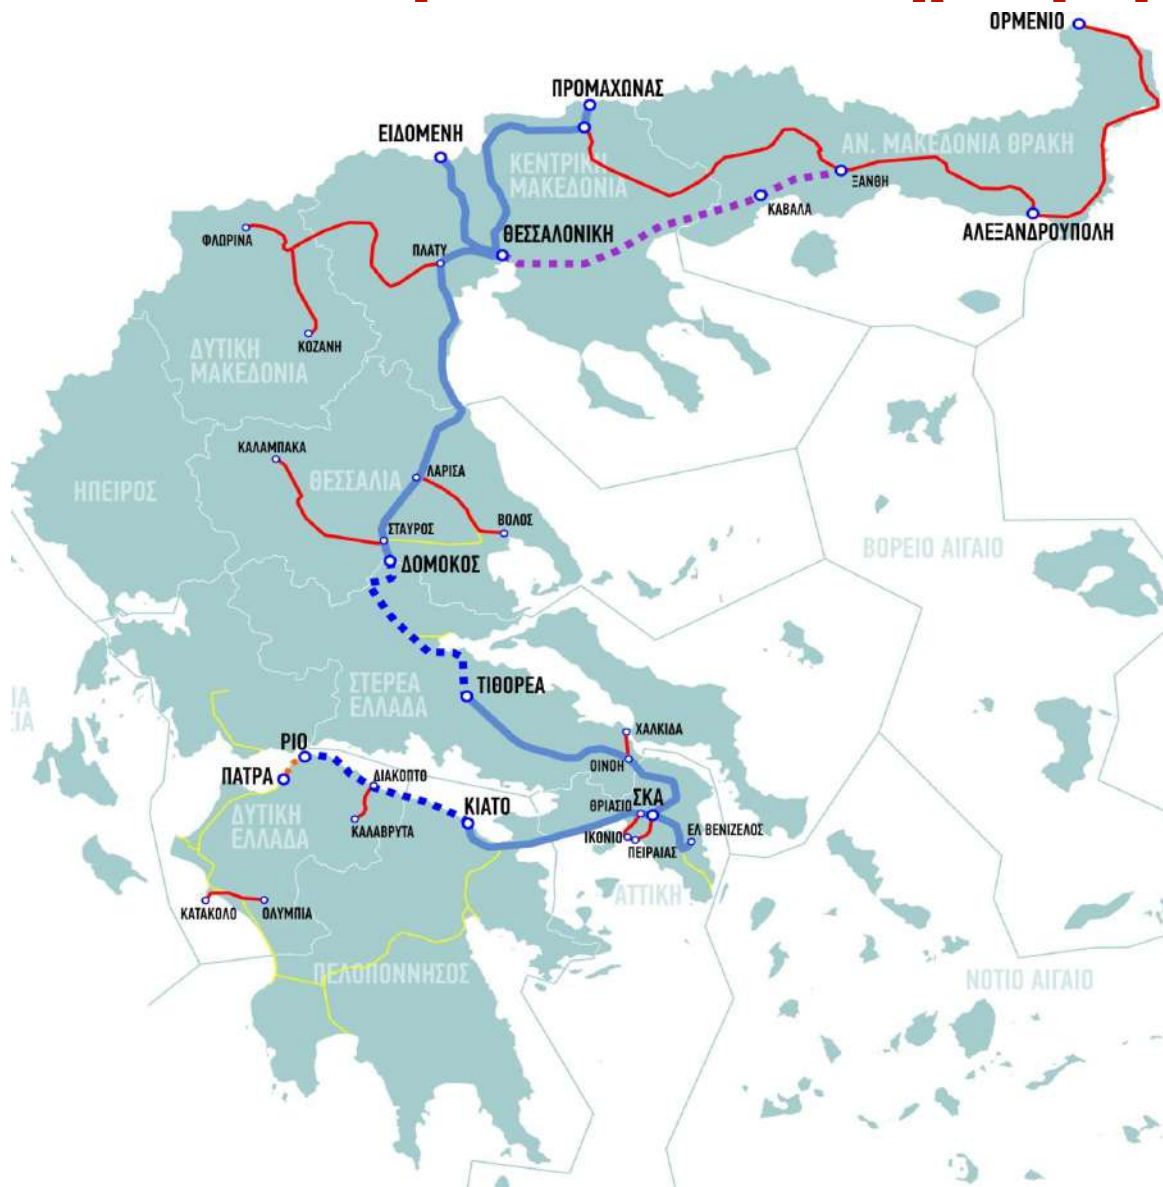 ΟΡΜΕΝΙΟ
ΠΡΟΜΑΧΩΝΑΣ
ΕΙΔΟΜΕΝΗ
ΑΝ. ΜΑΚΕΔΟΝΙΑ ΘΡΑΚΗ
ΚΕΝΤΡΙΚΗ
ΜΑΚΕΔΟΝΙΑ
ΞΑΝΘΗ
ΚΑΒΑΛΑ
ΑΛΕΞΑΝΔΡΟΥΠΟΛΗ
ΘΕΣΣΑΛΟΝΙΚΗ
ΦΛΩΡΙΝΑ
ΠΛΑΤΥ
ΚΟΖΑΝΗ
ΔΥΤΙΚΗ
ΜΑΚΕΔΟΝΙΑ
ΚΑΛΑΜΠΑΚΑ
ΛΑΡΙΣΑ
ΘΕΣΣΑΛΙΑ
ΗΠΕΙΡΟΣ
ΣΤΑΥΡΟΣ
ΒΟΛΟΣ
ΒΟΡΕΙΟ ΑΙΓΑΙΟ
ΔΟΜΟΚΟΣ
ΤΙΘΟΡΕΑ
ΣΤΕΡΕΑ
ΕΛΛΑΔΑ
ΧΑΛΚΙΔΑ
ΡΙΟ
ΟΙΝΟΗ
ΠΑΤΡΑ
ΔΙΑΚΟΠΤΟ
ΔΥΤΙΚΗ
ΕΛΛΑΔΑ
ΚΙΑΤΟ
ΘΡΙΑΣΙΟ
ΣΚΑ
ΚΑΛΑΒΡΥΤΑ
ΙΚΟΝΙΟ
ΠΕΙΡΑΙΑΣ
ΕΛ ΒΕΝΙΖΕΛΟΣ
ΑΤΤΙΚΗ
ΚΑΤΑΚΟΛΟ
ΟΛΥΜΠΙΑ
ΠΕΛΟΠΟΝΝΗΣΟΣ
ΝΟΤΙΟ ΑΙΓΑΙΟ